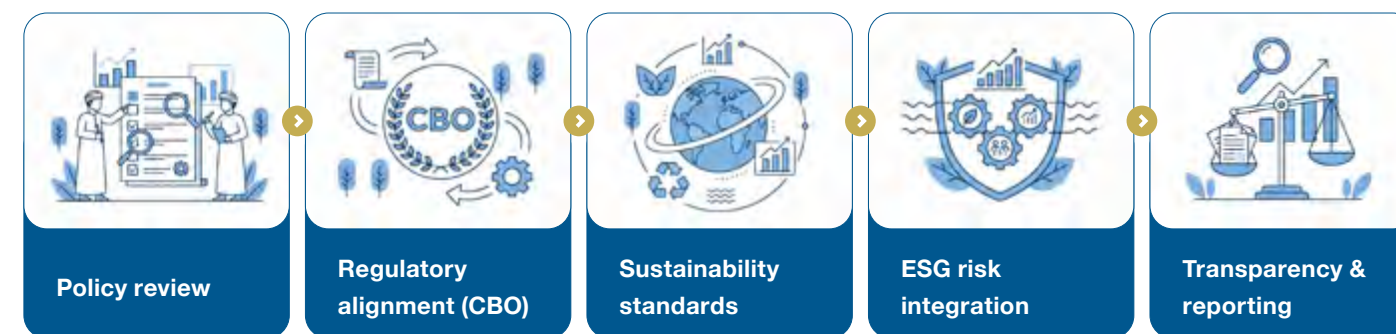 CBO
Policy review
Regulatory
alignment (CBO)
Sustainability
standards
ESG risk
integration
Transparency &
reporting